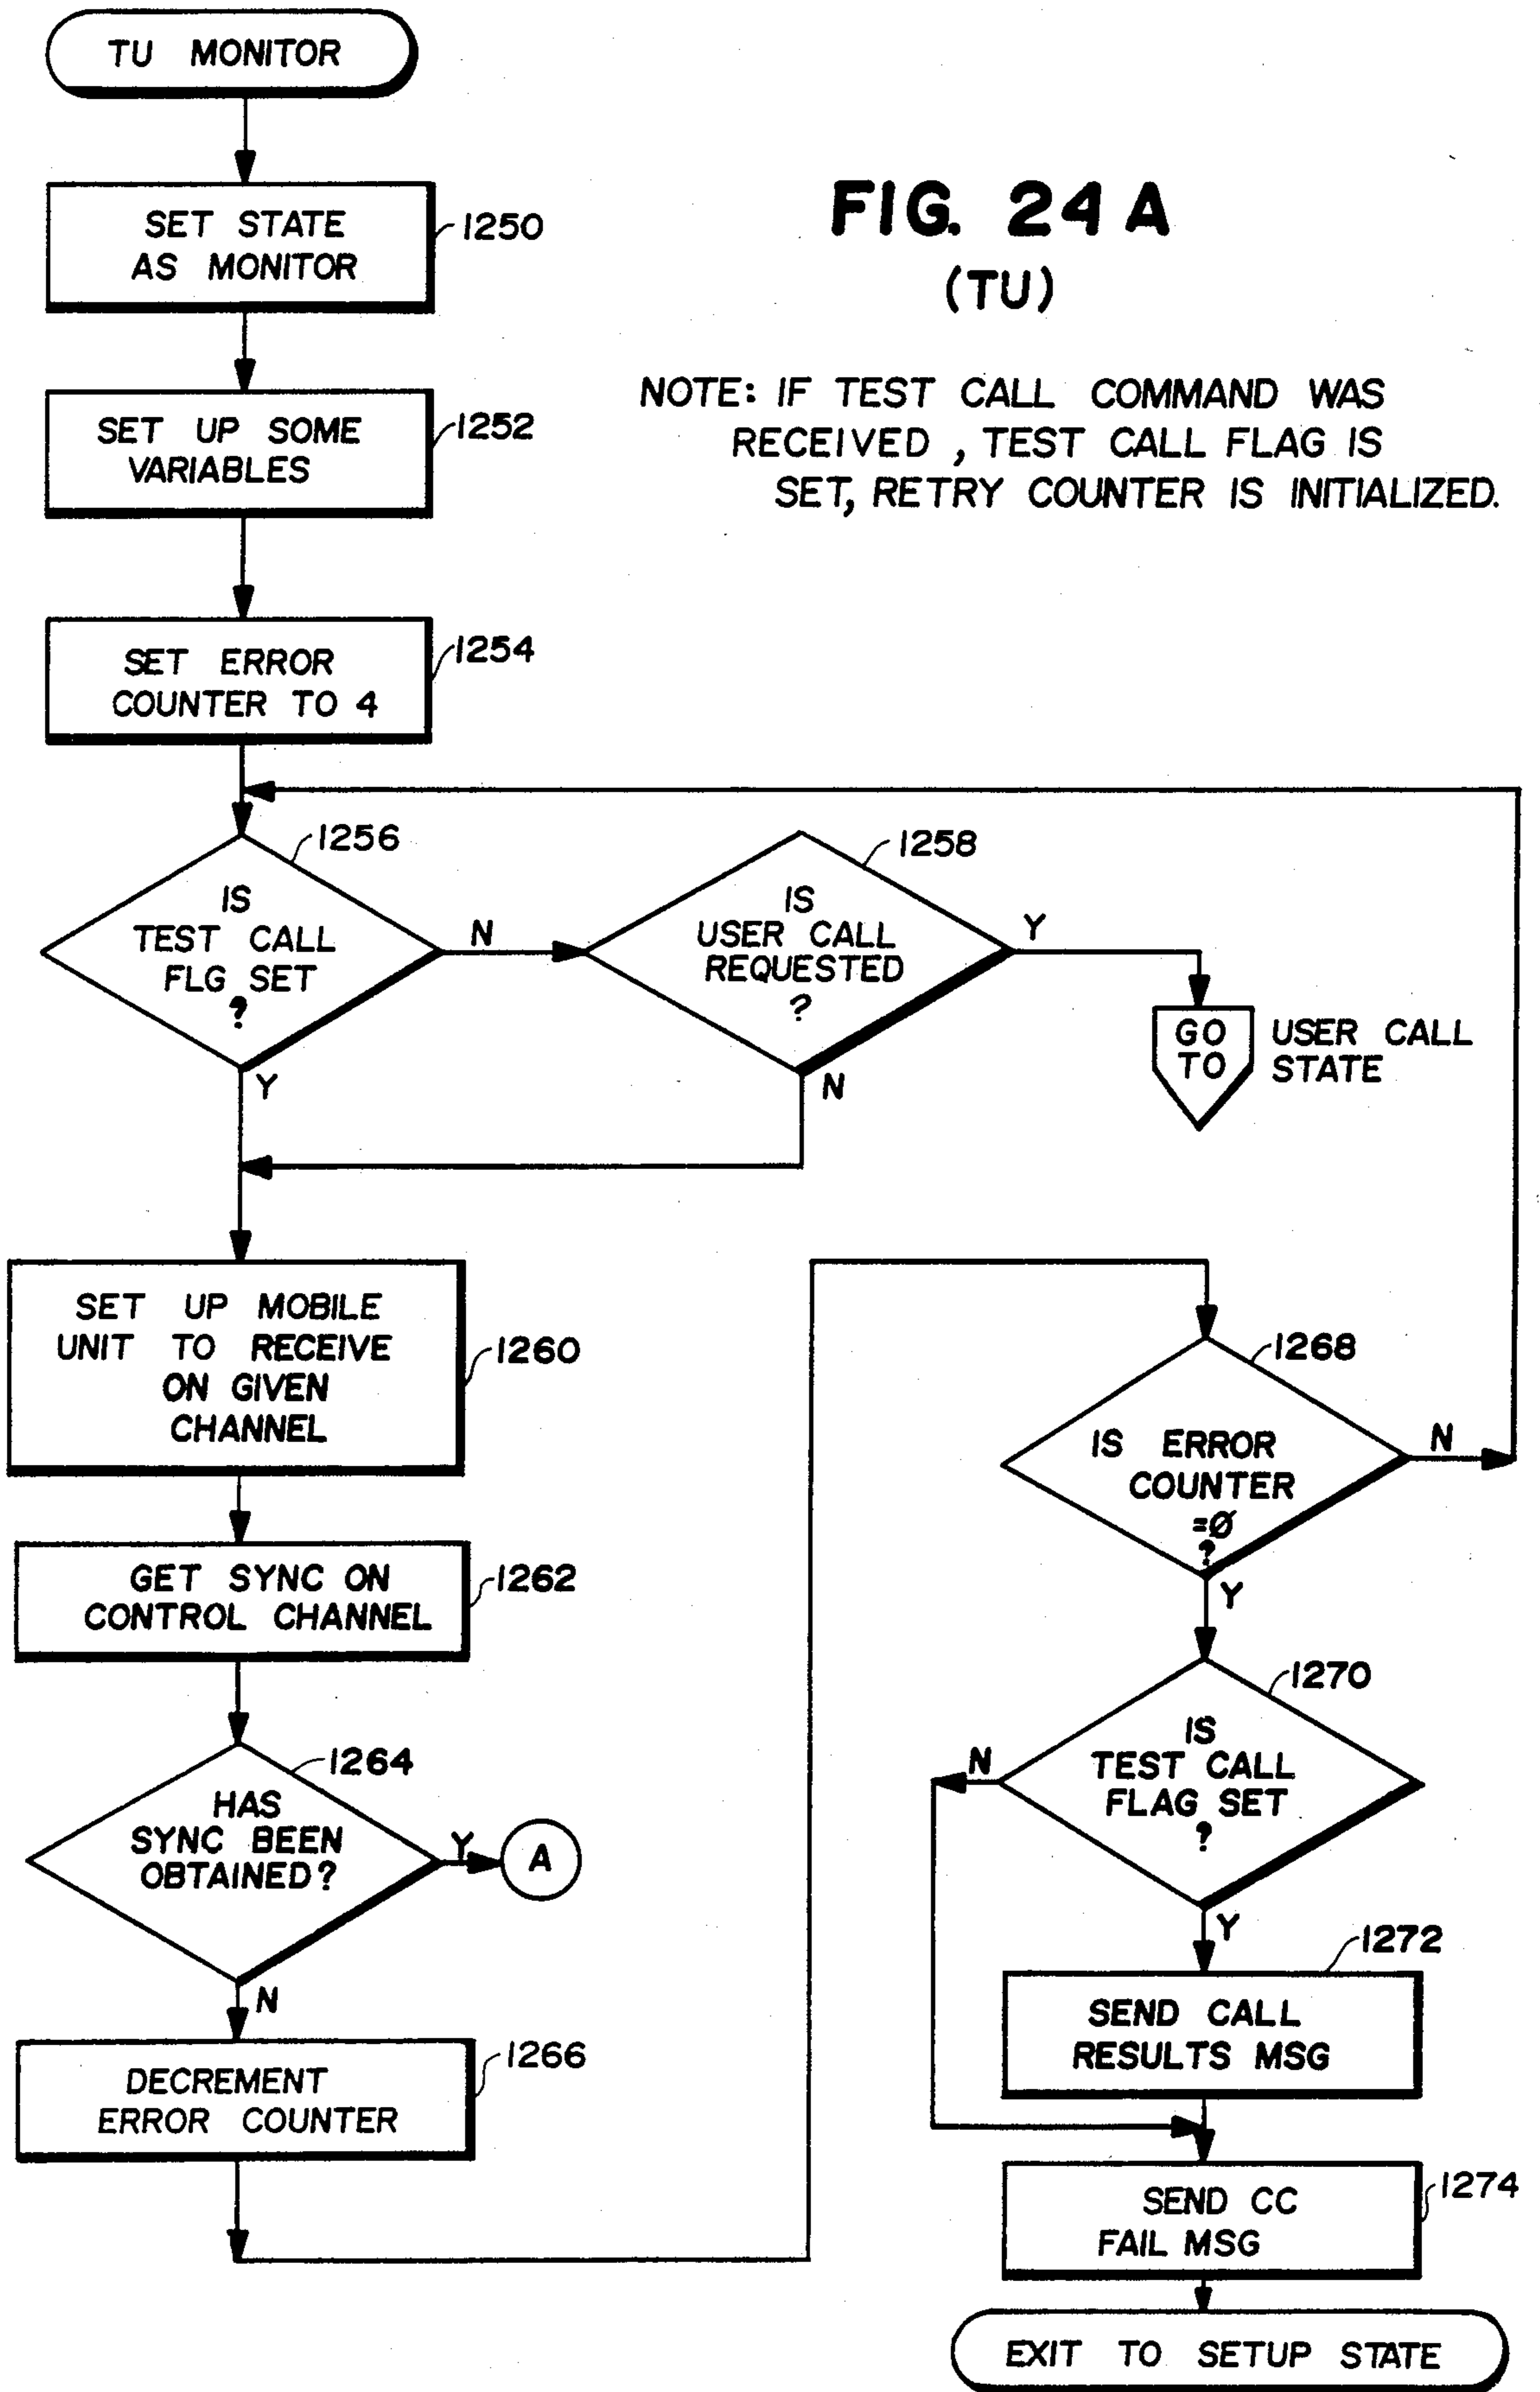 TU MONITOR
SET STATE
AS MONITOR
1250
FIG. 24A
(TU)
NOTE: IF TEST CALL COMMAND WAS
RECEIVED , TEST CALL FLAG IS
SET, RETRY COUNTER IS INITIALIZED.
SET UP SOME
VARIABLES
1252
SET ERROR
COUNTER TO 4
1254
1256
IS
TEST CALL
FLG SET
?
N
Y
1258
IS
USER CALL
REQUESTED
?
Y
N
GO
TO
USER CALL
STATE
SET UP MOBILE
UNIT TO RECEIVE
ON GIVEN
CHANNEL
1260
GET SYNC ON
CONTROL CHANNEL
1262
1264
HAS
SYNC BEEN
OBTAINED?
Y
A
N
DECREMENT
ERROR COUNTER
1266
1268
IS ERROR
COUNTER
=Ø
?
N
Y
1270
IS
TEST CALL
FLAG SET
?
N
Y
1272
SEND CALL
RESULTS MSG
SEND CC
FAIL MSG
1274
EXIT TO SETUP STATE